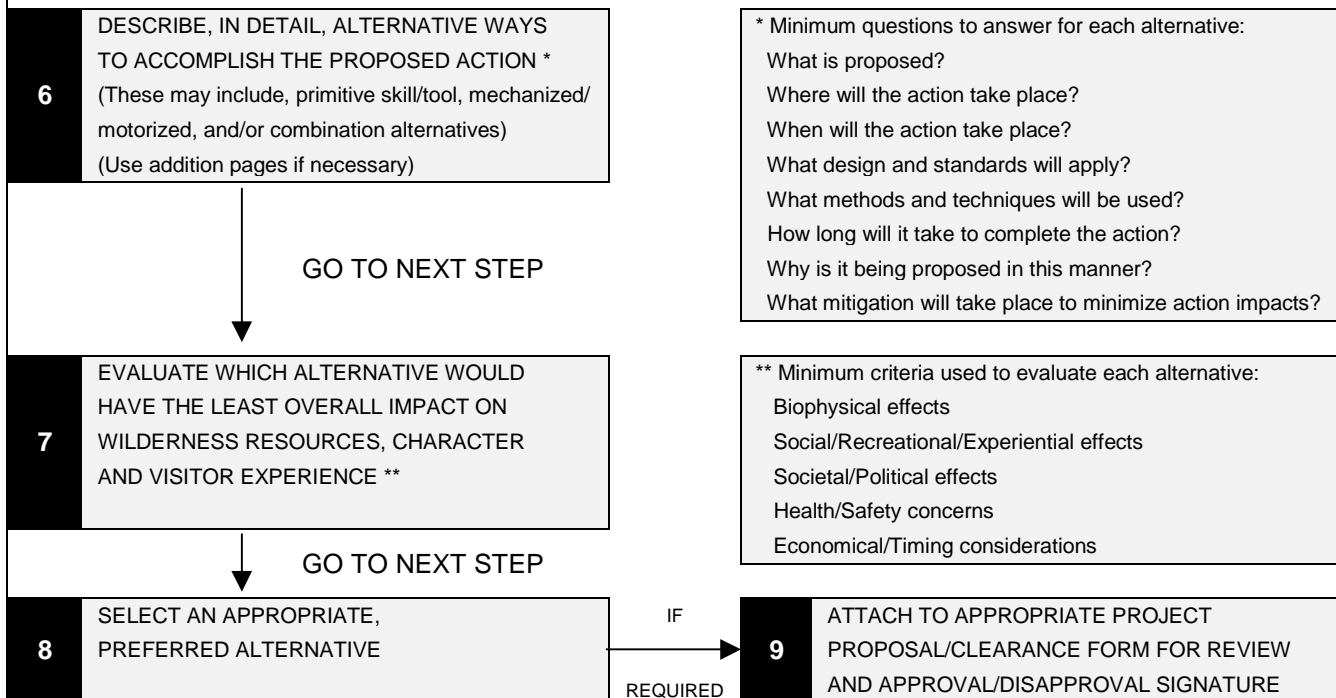 6
DESCRIBE, IN DETAIL, ALTERNATIVE WAYS
TO ACCOMPLISH THE PROPOSED ACTION *
(These may include, primitive skill/tool, mechanized/
motorized, and/or combination alternatives)
(Use addition pages if necessary)
* Minimum questions to answer for each alternative:
What is proposed?
Where will the action take place?
When will the action take place?
What design and standards will apply?
What methods and techniques will be used?
How long will it take to complete the action?
Why is it being proposed in this manner?
What mitigation will take place to minimize action impacts?
GO TO NEXT STEP
7
EVALUATE WHICH ALTERNATIVE WOULD
HAVE THE LEAST OVERALL IMPACT ON
WILDERNESS RESOURCES, CHARACTER
AND VISITOR EXPERIENCE **
** Minimum criteria used to evaluate each alternative:
Biophysical effects
Social/Recreational/Experiential effects
Societal/Political effects
Health/Safety concerns
Economical/Timing considerations
GO TO NEXT STEP
8
SELECT AN APPROPRIATE,
PREFERRED ALTERNATIVE
IF
REQUIRED
9
ATTACH TO APPROPRIATE PROJECT
PROPOSAL/CLEARANCE FORM FOR REVIEW
AND APPROVAL/DISAPPROVAL SIGNATURE